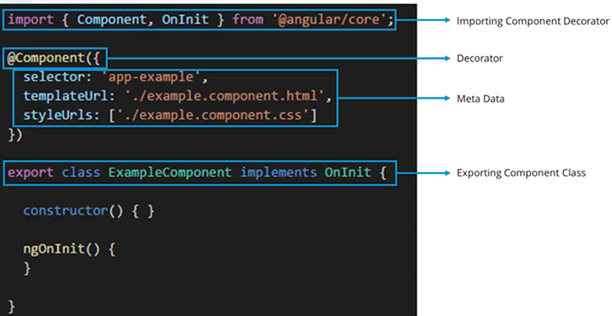 import { Component, OnInit } from '@angular/core'; Importing Component Decorator
@Component({ Decorator
selector: 'app-example',
templateUrl: './example.component.html', Meta Data
styleUrls: ['./example.component.css']
})
export class ExampleComponent implements OnInit { Exporting Component Class
constructor() { }
ngOnInit() {
}
}